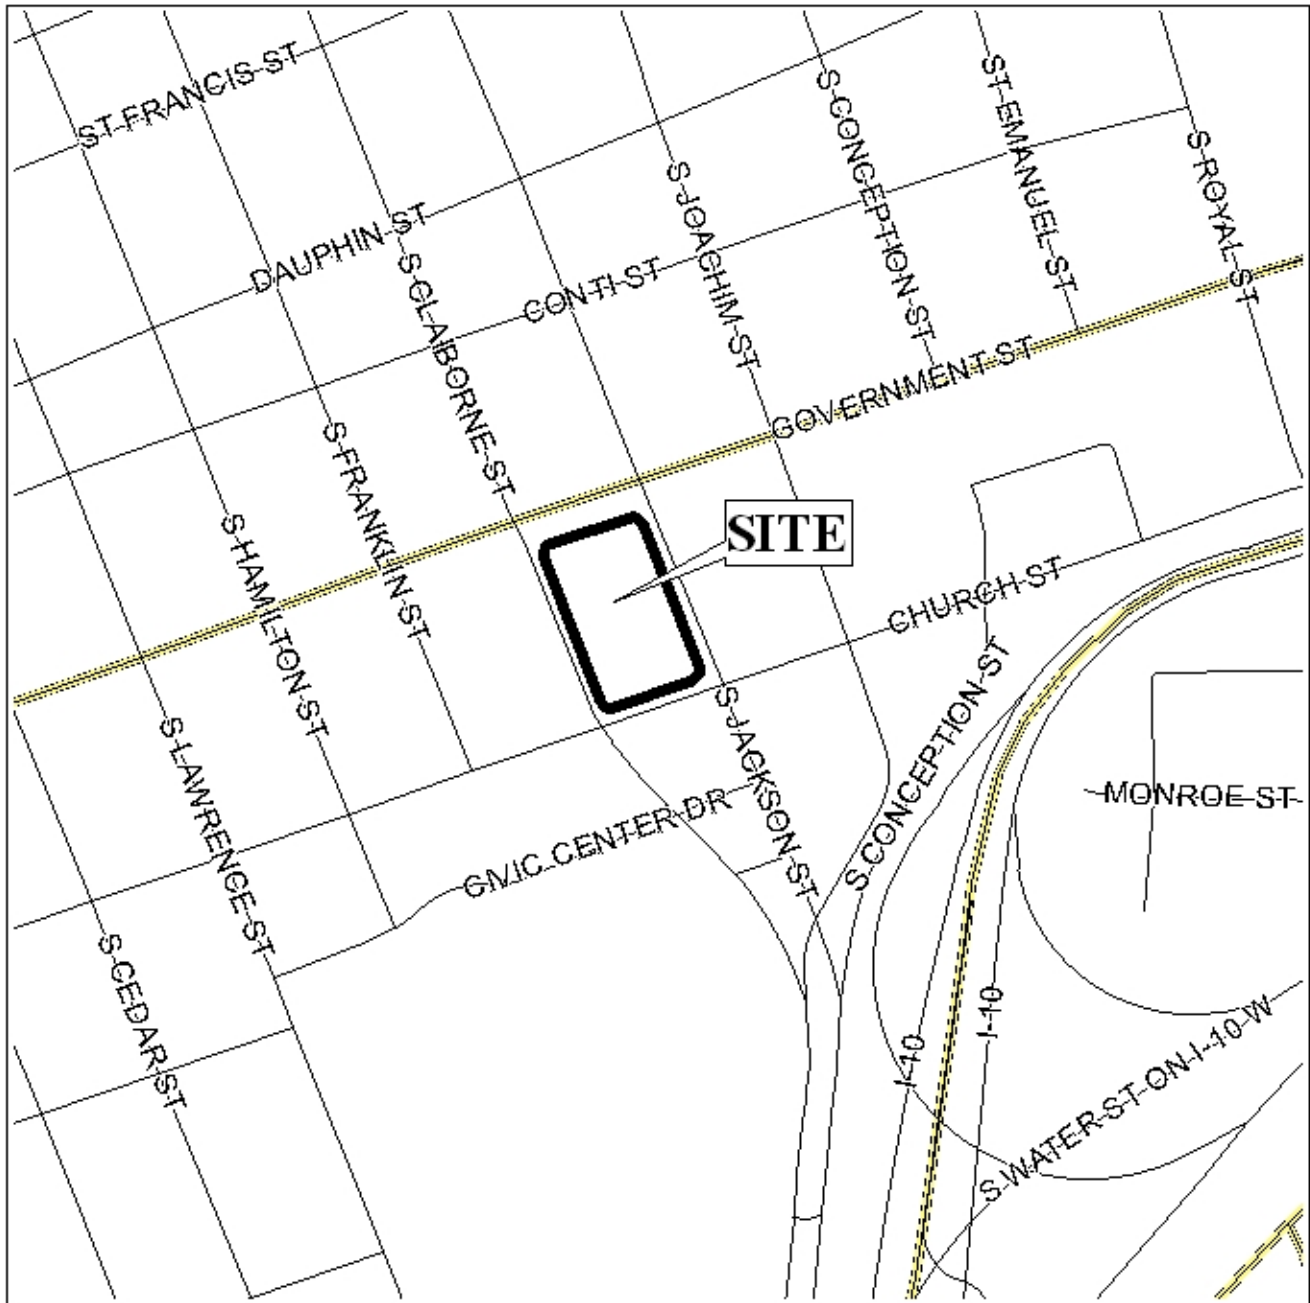 ST FRANCIS ST
DAUPHIN ST
CONTI ST
S CLAIBORNE ST
S JOACHIM ST
S CONCEPTION ST
ST EMANUEL ST
S ROYAL ST
GOVERNMENT ST
S FRANKLIN ST
S HAMILTON ST
SITE
CHURCH ST
S LAWRENCE ST
S JACKSON ST
S CONCEPTION ST
CIVIC CENTER DR
MONROE ST
S CEDAR ST
I-10
I-10
S WATER ST ON I-10 W